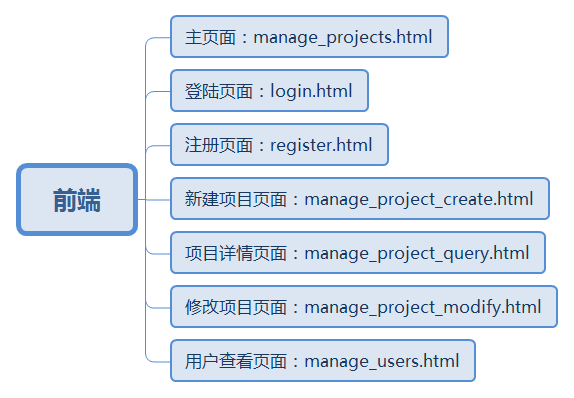 主页面：manage_projects.html
登陆页面：login.html
注册页面：register.html
前端
新建项目页面：manage_project_create.html
项目详情页面：manage_project_query.html
修改项目页面：manage_project_modify.html
用户查看页面：manage_users.html